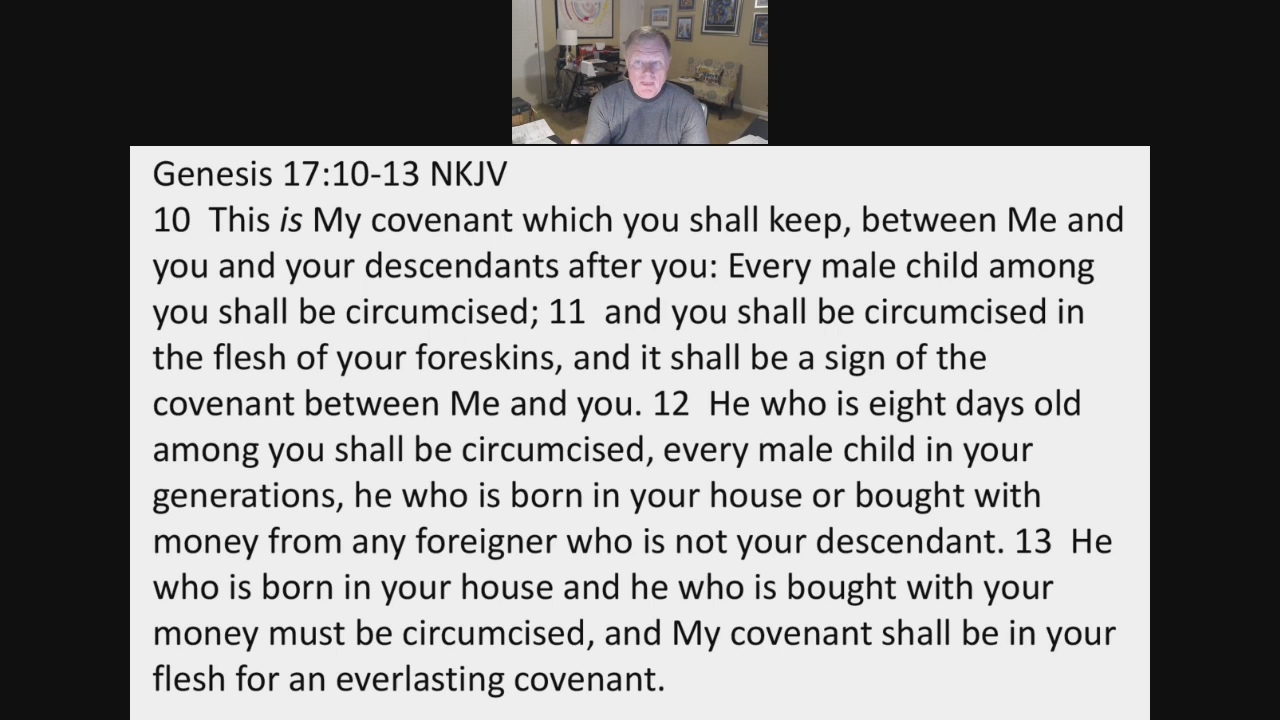 Genesis 17:10-13 NKJV
10 This is My covenant which you shall keep, between Me and
you and your descendants after you: Every male child among
you shall be circumcised; 11 and you shall be circumcised in
the flesh of your foreskins, and it shall be a sign of the
covenant between Me and you. 12 He who is eight days old
among you shall be circumcised, every male child in your
generations, he who is born in your house or bought with
money from any foreigner who is not your descendant. 13 He
who is born in your house and he who is bought with your
money must be circumcised, and My covenant shall be in your
flesh for an everlasting covenant.